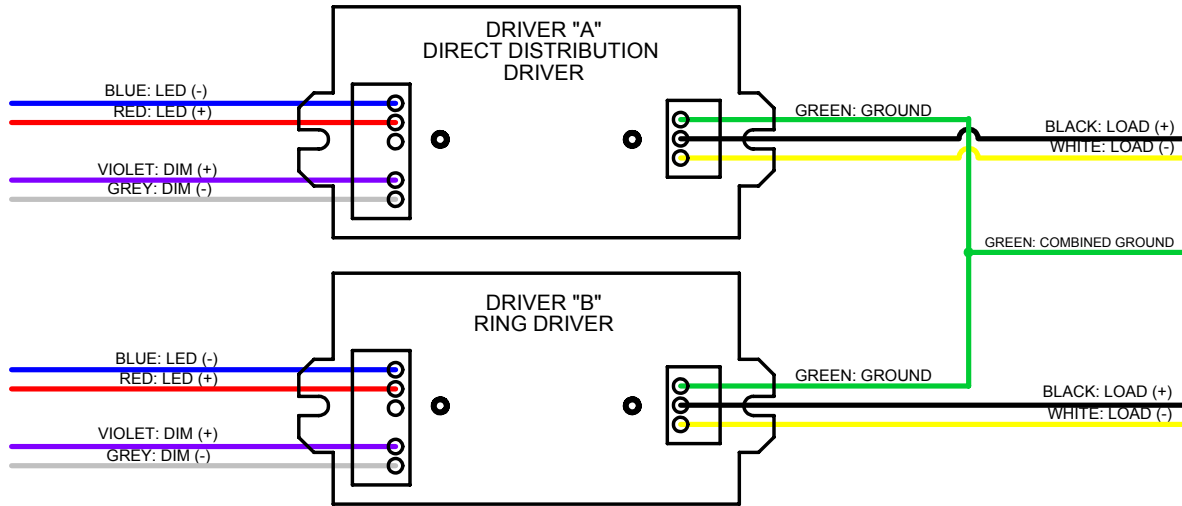 DRIVER "A"
DIRECT DISTRIBUTION
DRIVER
BLUE: LED (-)
RED: LED (+)
VIOLET: DIM (+)
GREY: DIM (-)
GREEN: GROUND
BLACK: LOAD (+)
WHITE: LOAD (-)
GREEN: COMBINED GROUND
DRIVER "B"
RING DRIVER
BLUE: LED (-)
RED: LED (+)
VIOLET: DIM (+)
GREY: DIM (-)
GREEN: GROUND
BLACK: LOAD (+)
WHITE: LOAD (-)